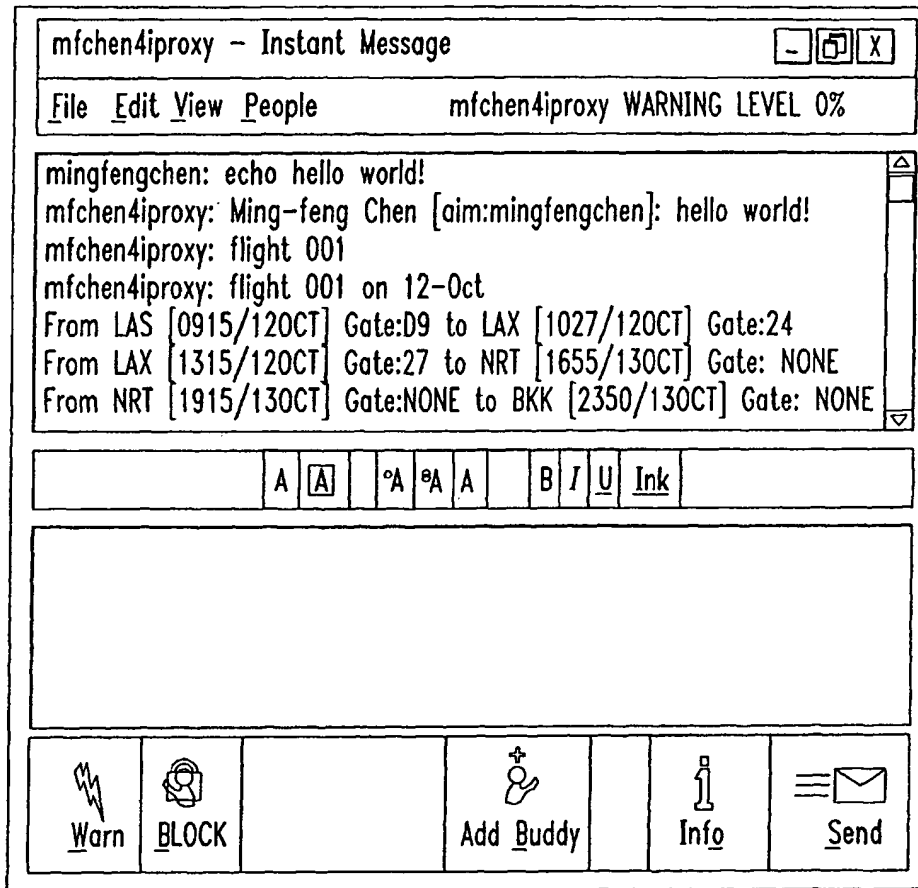 mfchen4iproxy – Instant Message
File Edit View People mfchen4iproxy WARNING LEVEL 0%
mingfengchen: echo hello world!
mfchen4iproxy: Ming-feng Chen [aim:mingfengchen]: hello world!
mfchen4iproxy: flight 001
mfchen4iproxy: flight 001 on 12-Oct
From LAS [0915/12OCT] Gate:D9 to LAX [1027/12OCT] Gate:24
From LAX [1315/12OCT] Gate:27 to NRT [1655/13OCT] Gate: NONE
From NRT [1915/13OCT] Gate:NONE to BKK [2350/13OCT] Gate: NONE
A A A A A B I U Ink
Warn BLOCK Add Buddy Info Send